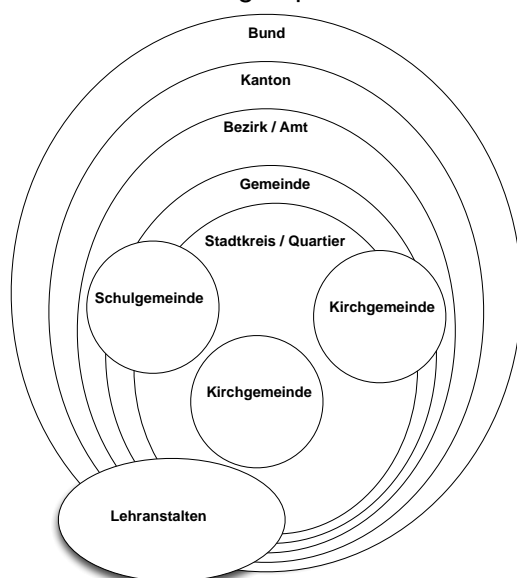 Bund
Kanton
Bezirk / Amt
Gemeinde
Stadtkreis / Quartier
Schulgemeinde
Kirchgemeinde
Kirchgemeinde
Lehranstalten